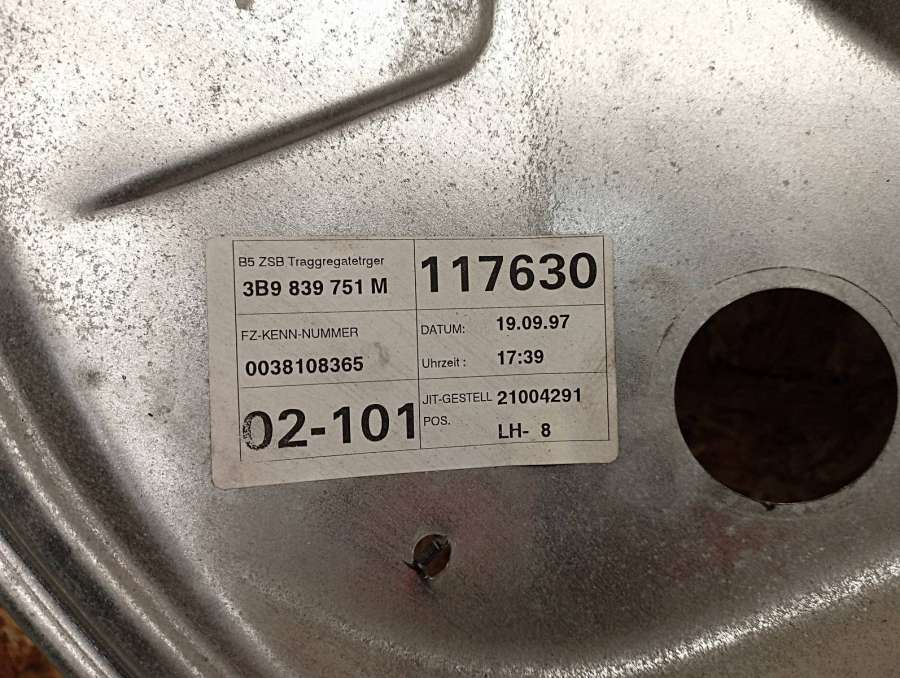 B5 ZSB Traggregatetrger
3B9 839 751 M
117630
FZ-KENN-NUMMER
0038108365
DATUM: 19.09.97
Uhrzeit : 17:39
02-101
JIT-GESTELL 21004291
POS. LH- 8